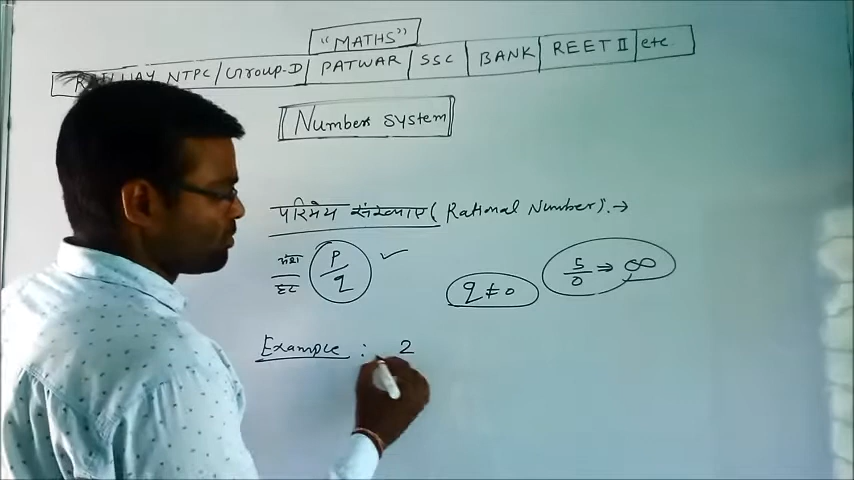 "MATHS"
RAILWAY NTPC/Group-D PATWAR SSC BANK REET II etc.
Number system
परिमेय संख्याए (Rational Number) :→
अंश P ✓
हर q
q ≠ 0
5/0 ⇒ ∞
Example : 2